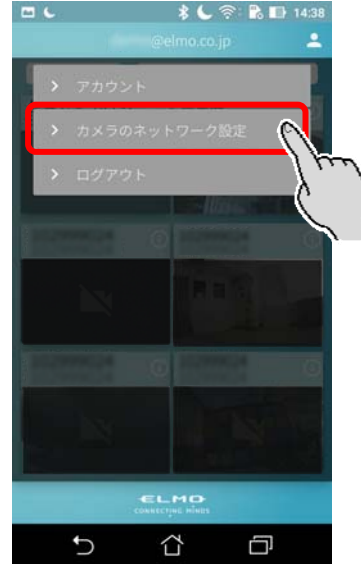 14:38
@elmo.co.jp
> アカウント
> カメラのネットワーク設定
> ログアウト
ELMO
CONNECTING MINDS